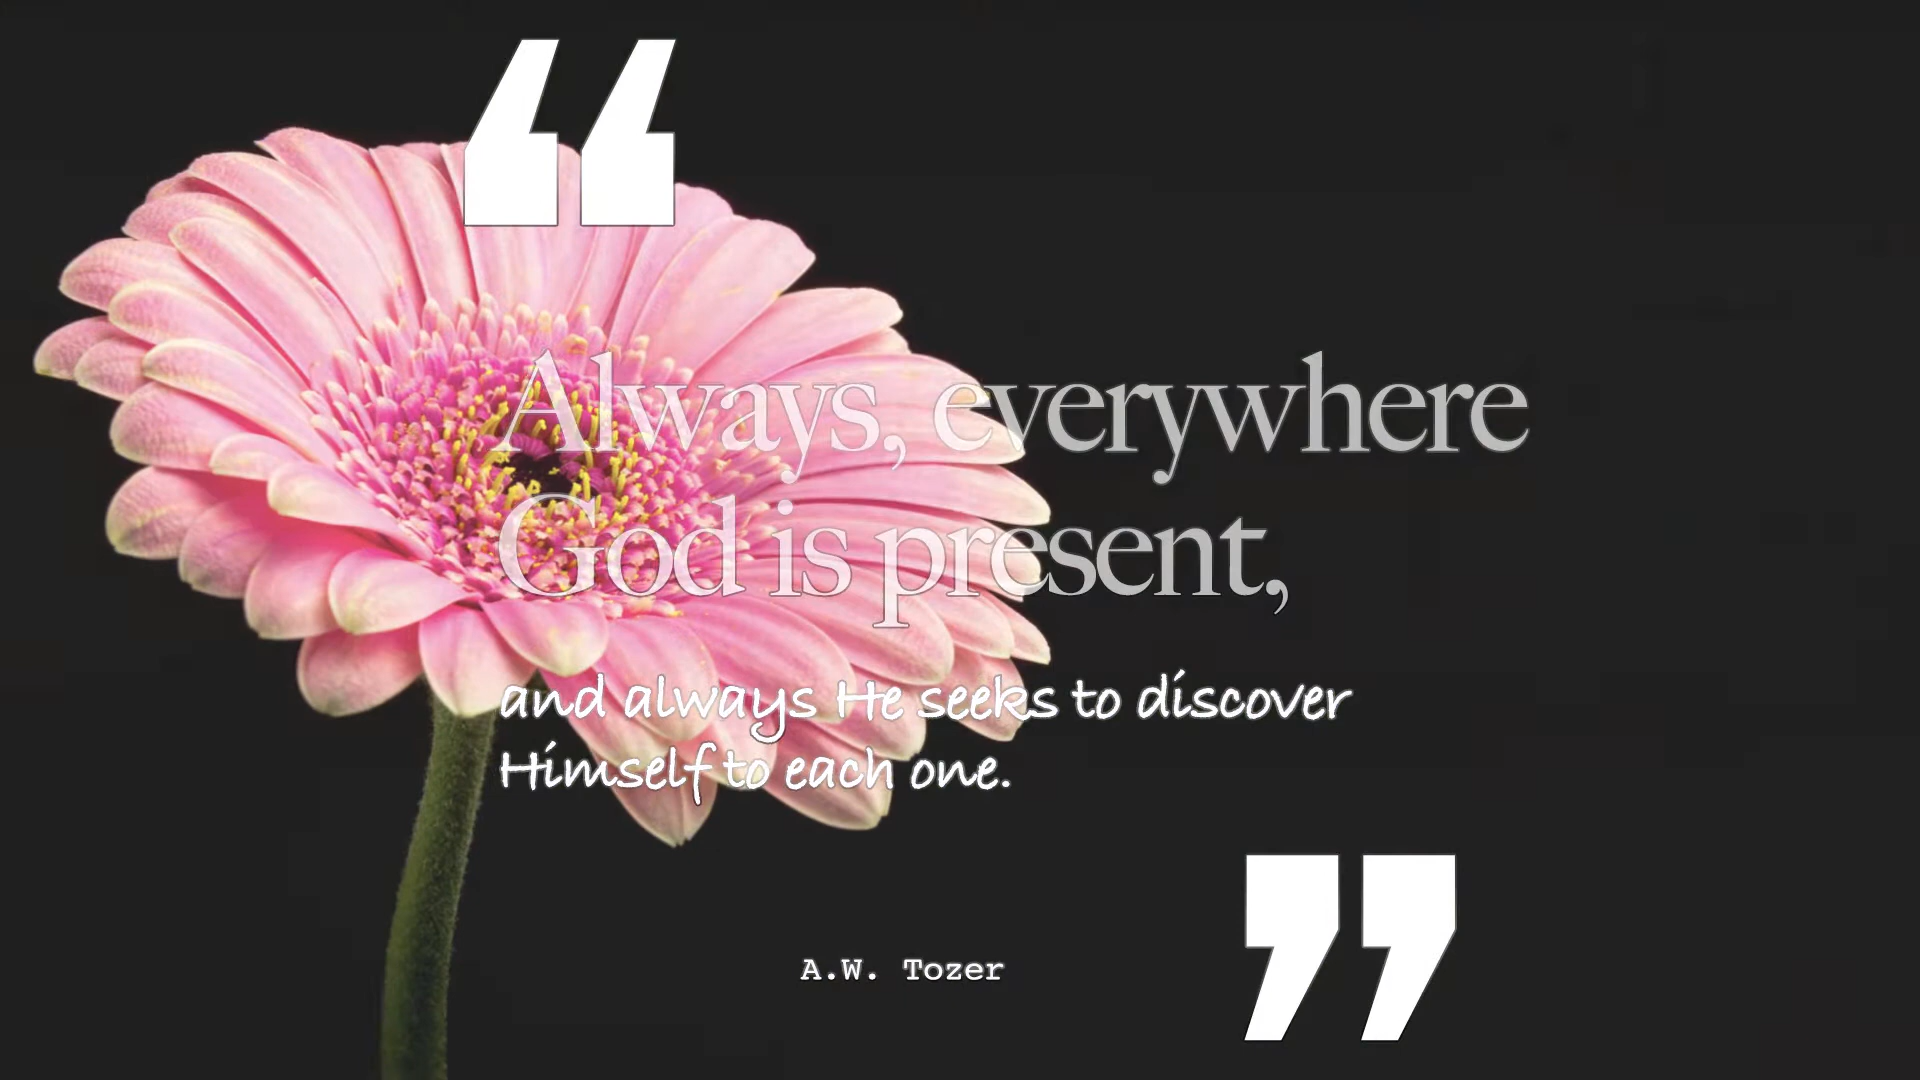 “
Always, everywhere
God is present,
and always He seeks to discover
Himself to each one.
”
A.W. Tozer